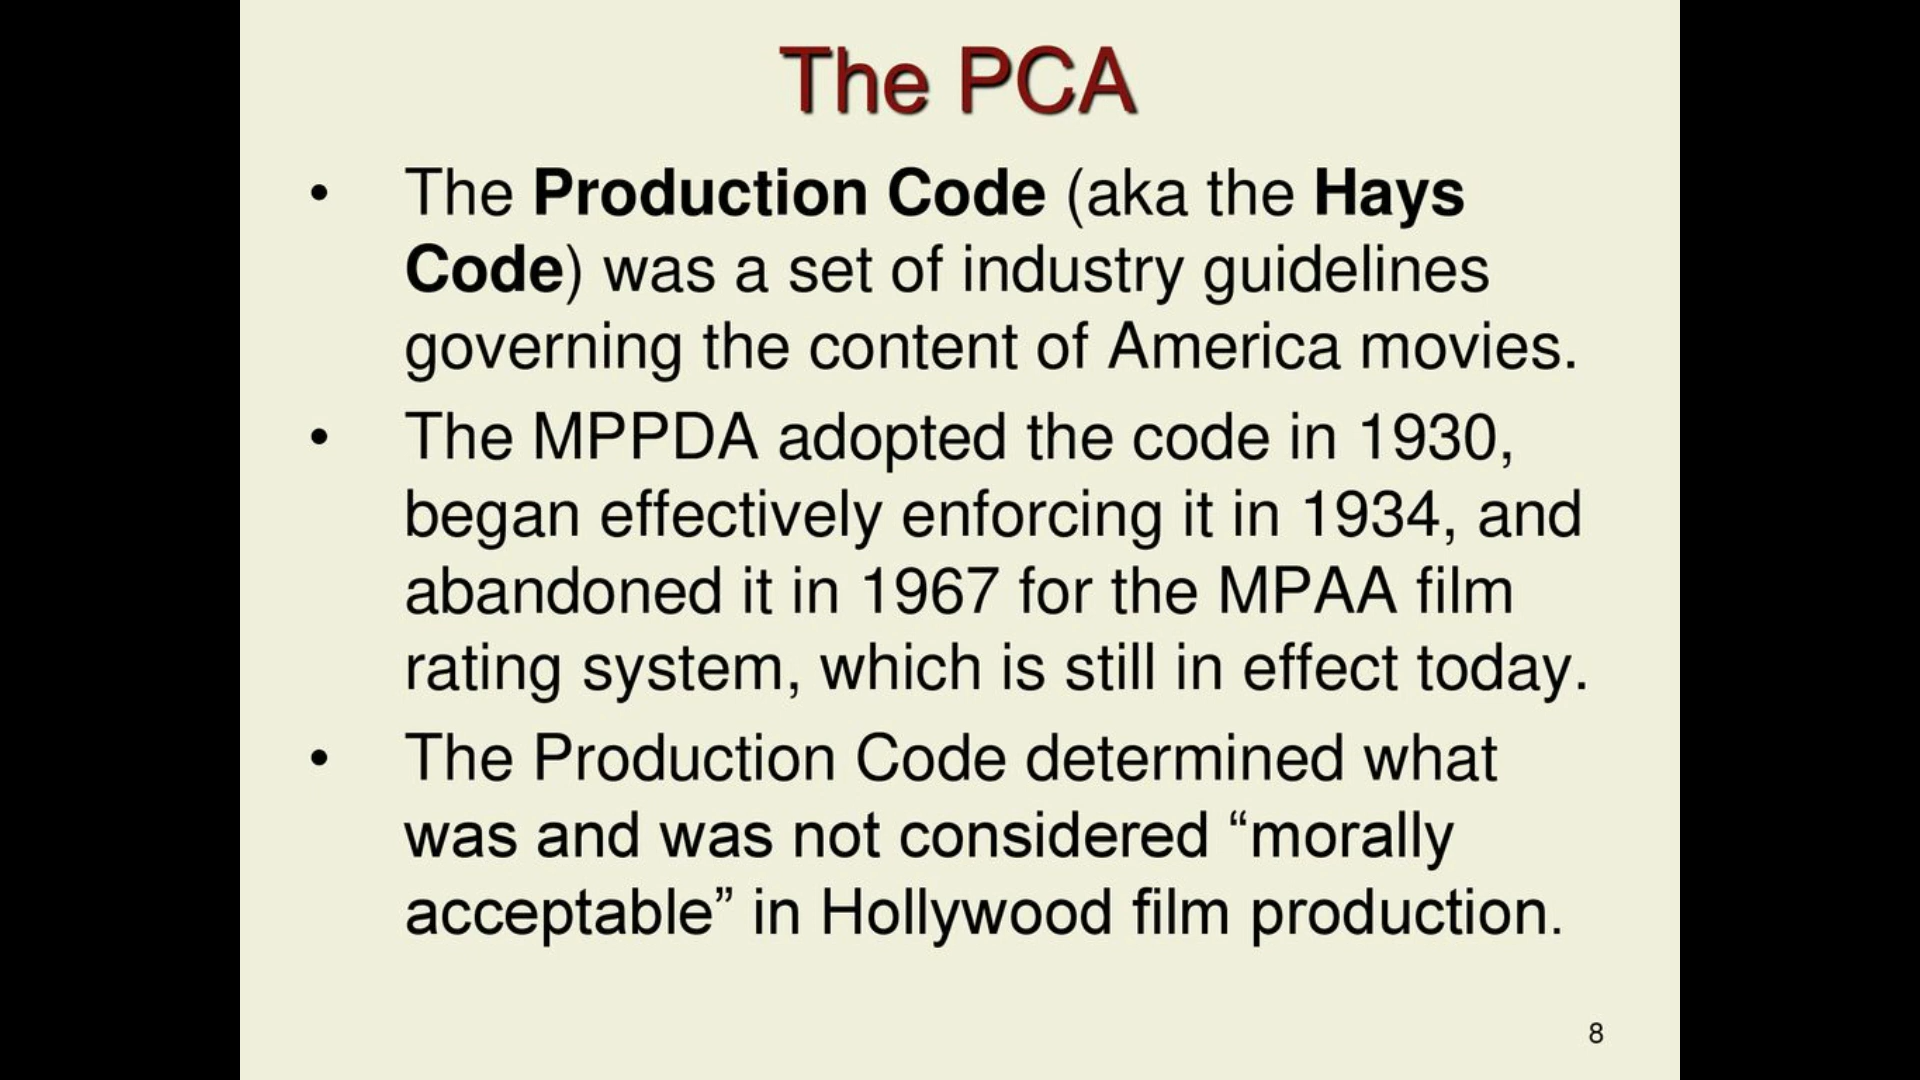 The PCA
• The Production Code (aka the Hays
Code) was a set of industry guidelines
governing the content of America movies.
• The MPPDA adopted the code in 1930,
began effectively enforcing it in 1934, and
abandoned it in 1967 for the MPAA film
rating system, which is still in effect today.
• The Production Code determined what
was and was not considered “morally
acceptable” in Hollywood film production.
8